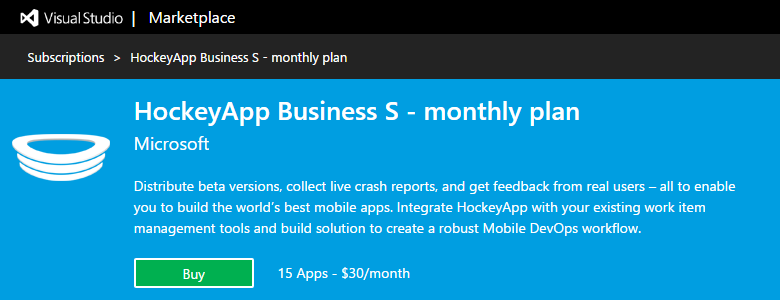 Visual Studio | Marketplace
Subscriptions > HockeyApp Business S - monthly plan
HockeyApp Business S - monthly plan
Microsoft
Distribute beta versions, collect live crash reports, and get feedback from real users – all to enable
you to build the world's best mobile apps. Integrate HockeyApp with your existing work item
management tools and build solution to create a robust Mobile DevOps workflow.
Buy 15 Apps - $30/month